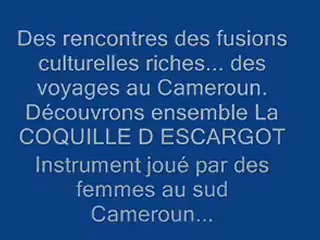 Des rencontres des fusions
culturelles riches... des
voyages au Cameroun.
Découvrons ensemble La
COQUILLE D ESCARGOT
Instrument joué par des
femmes au sud
Cameroun...